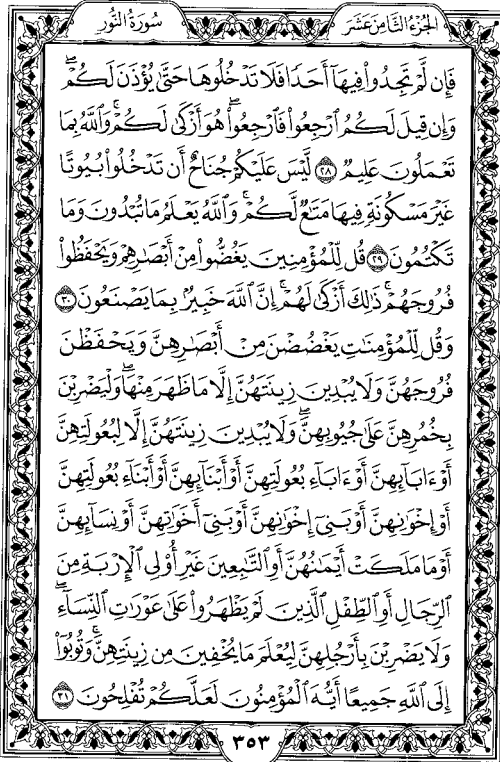 الجزء الثامن عشر
سورة النور
فَإِن لَّمْ تَجِدُوا۟ فِيهَآ أَحَدًا فَلَا تَدْخُلُوهَا حَتَّىٰ يُؤْذَنَ لَكُمْ ۖ
وَإِن قِيلَ لَكُمُ ٱرْجِعُوا۟ فَٱرْجِعُوا۟ ۖ هُوَ أَزْكَىٰ لَكُمْ ۚ وَٱللَّهُ بِمَا
تَعْمَلُونَ عَلِيمٌ ٢٨ لَّيْسَ عَلَيْكُمْ جُنَاحٌ أَن تَدْخُلُوا۟ بُيُوتًا
غَيْرَ مَسْكُونَةٍ فِيهَا مَتَـٰعٌ لَّكُمْ ۚ وَٱللَّهُ يَعْلَمُ مَا تُبْدُونَ وَمَا
تَكْتُمُونَ ٢٩ قُل لِّلْمُؤْمِنِينَ يَغُضُّوا۟ مِنْ أَبْصَـٰرِهِمْ وَيَحْفَظُوا۟
فُرُوجَهُمْ ۚ ذَٰلِكَ أَزْكَىٰ لَهُمْ ۗ إِنَّ ٱللَّهَ خَبِيرٌۢ بِمَا يَصْنَعُونَ ٣٠
وَقُل لِّلْمُؤْمِنَـٰتِ يَغْضُضْنَ مِنْ أَبْصَـٰرِهِنَّ وَيَحْفَظْنَ
فُرُوجَهُنَّ وَلَا يُبْدِينَ زِينَتَهُنَّ إِلَّا مَا ظَهَرَ مِنْهَا ۖ وَلْيَضْرِبْنَ
بِخُمُرِهِنَّ عَلَىٰ جُيُوبِهِنَّ ۖ وَلَا يُبْدِينَ زِينَتَهُنَّ إِلَّا لِبُعُولَتِهِنَّ
أَوْ ءَابَآئِهِنَّ أَوْ ءَابَآءِ بُعُولَتِهِنَّ أَوْ أَبْنَآئِهِنَّ أَوْ أَبْنَآءِ بُعُولَتِهِنَّ
أَوْ إِخْوَٰنِهِنَّ أَوْ بَنِىٓ إِخْوَٰنِهِنَّ أَوْ بَنِىٓ أَخَوَٰتِهِنَّ أَوْ نِسَآئِهِنَّ
أَوْ مَا مَلَكَتْ أَيْمَـٰنُهُنَّ أَوِ ٱلتَّـٰبِعِينَ غَيْرِ أُو۟لِى ٱلْإِرْبَةِ مِنَ
ٱلرِّجَالِ أَوِ ٱلطِّفْلِ ٱلَّذِينَ لَمْ يَظْهَرُوا۟ عَلَىٰ عَوْرَٰتِ ٱلنِّسَآءِ ۖ
وَلَا يَضْرِبْنَ بِأَرْجُلِهِنَّ لِيُعْلَمَ مَا يُخْفِينَ مِن زِينَتِهِنَّ ۚ وَتُوبُوٓا۟
إِلَى ٱللَّهِ جَمِيعًا أَيُّهَ ٱلْمُؤْمِنُونَ لَعَلَّكُمْ تُفْلِحُونَ ٣١
٣٥٣